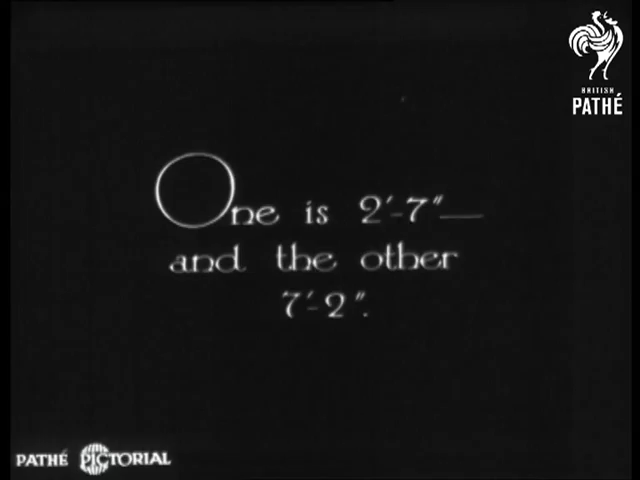 BRITISH
PATHÉ
One is 2'-7"—
and the other
7'-2".
PATHÉ PICTORIAL